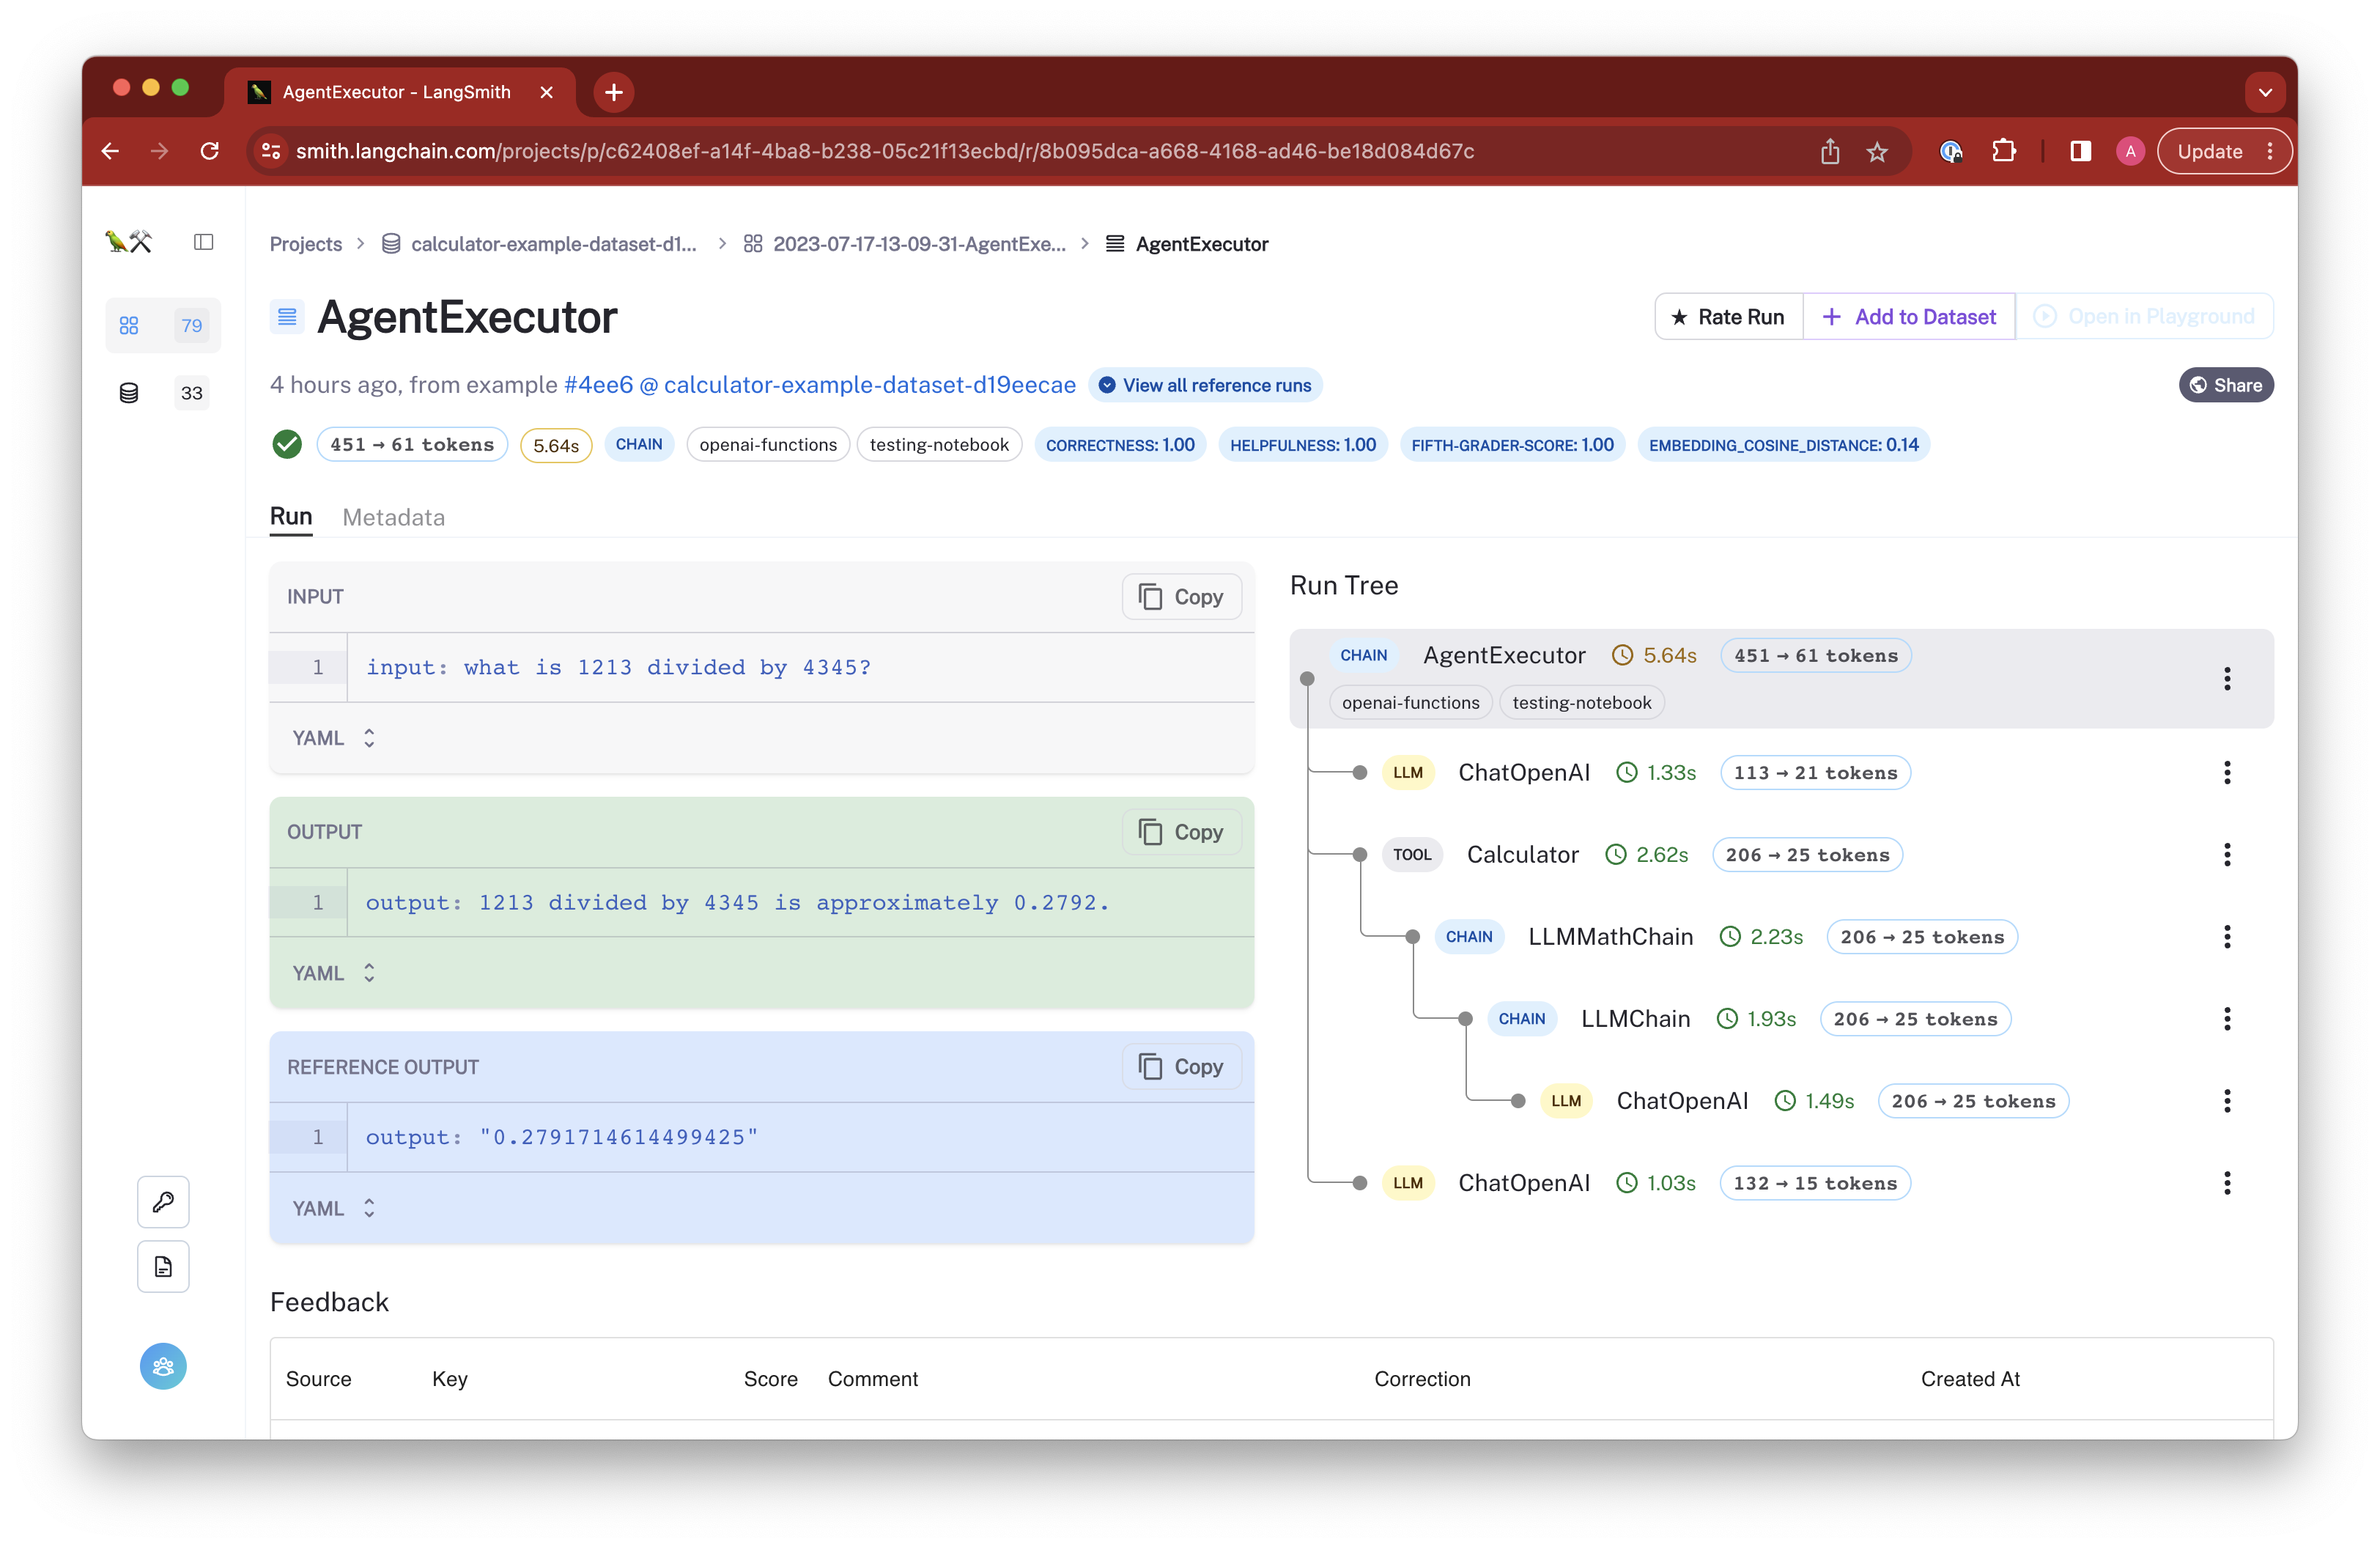 AgentExecutor - LangSmith
smith.langchain.com/projects/p/c62408ef-a14f-4ba8-b238-05c21f13ecbd/r/8b095dca-a668-4168-ad46-be18d084d67c
A
Update
Projects > calculator-example-dataset-d1... > 2023-07-17-13-09-31-AgentExe... > AgentExecutor
79
33
AgentExecutor
Rate Run
Add to Dataset
Open in Playground
4 hours ago, from example #4ee6 @ calculator-example-dataset-d19eecae
View all reference runs
Share
451 → 61 tokens
5.64s
CHAIN
openai-functions
testing-notebook
CORRECTNESS: 1.00
HELPFULNESS: 1.00
FIFTH-GRADER-SCORE: 1.00
EMBEDDING_COSINE_DISTANCE: 0.14
Run
Metadata
INPUT
Copy
1 input: what is 1213 divided by 4345?
YAML
OUTPUT
Copy
1 output: 1213 divided by 4345 is approximately 0.2792.
YAML
REFERENCE OUTPUT
Copy
1 output: "0.2791714614499425"
YAML
Run Tree
CHAIN AgentExecutor 5.64s 451 → 61 tokens
openai-functions testing-notebook
LLM ChatOpenAI 1.33s 113 → 21 tokens
TOOL Calculator 2.62s 206 → 25 tokens
CHAIN LLMMathChain 2.23s 206 → 25 tokens
CHAIN LLMChain 1.93s 206 → 25 tokens
LLM ChatOpenAI 1.49s 206 → 25 tokens
LLM ChatOpenAI 1.03s 132 → 15 tokens
Feedback
Source Key Score Comment Correction Created At